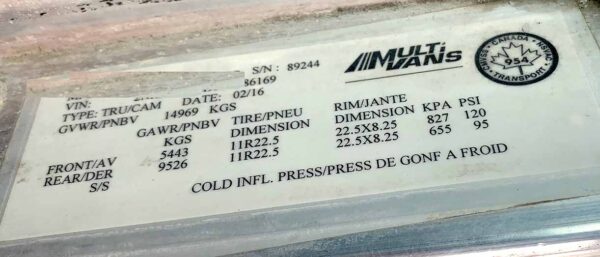 S/N : 89244
VIN: 86169
TYPE: TRU/CAM DATE: 02/16
GVWR/PNBV 14969 KGS
MULTI VANS
CMVSS CANADA NSVAC
954
TRANSPORT
GAWR/PNBV TIRE/PNEU RIM/JANTE
KGS DIMENSION DIMENSION KPA PSI
FRONT/AV 5443 11R22.5 22.5X8.25 827 120
REAR/DER 9526 11R22.5 22.5X8.25 655 95
S/S
COLD INFL. PRESS/PRESS DE GONF A FROID